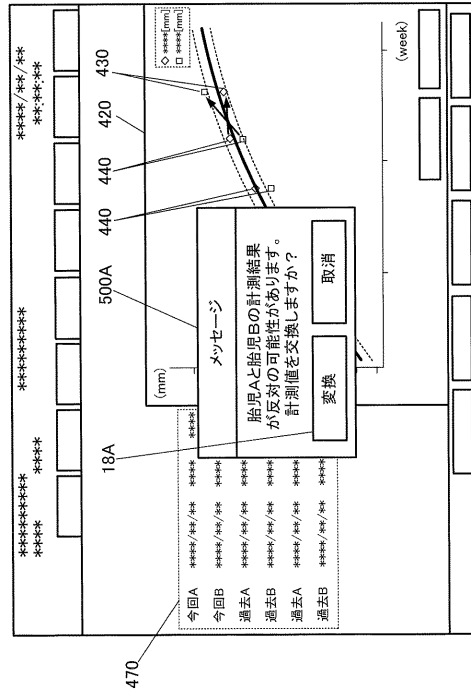 ********* ********* ****/**/**
**** **** **:**:**
470
18A
500A
440
440
420
430
今回A ****/**/** **** ****
今回B ****/**/** ****
過去A ****/**/** ****
過去B ****/**/** ****
過去A ****/**/** ****
過去B ****/**/** ****
(mm)
◇ ****[mm]
□ ****[mm]
メッセージ
胎児Aと胎児Bの計測結果
が反対の可能性があります。
計測値を交換しますか？
変換 取消
(week)